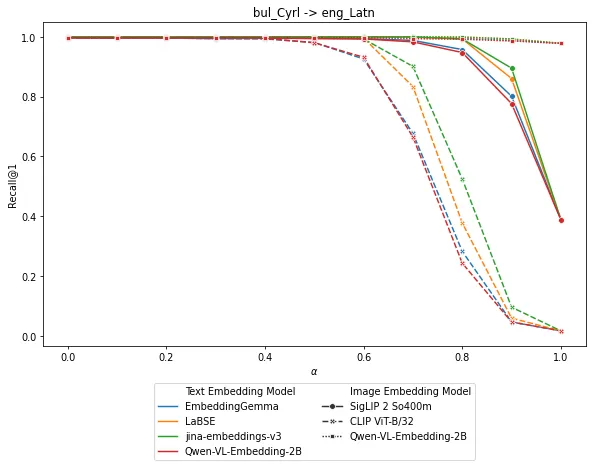 bul_Cyrl -> eng_Latn
1.0
0.8
0.6
0.4
0.2
0.0
Recall@1
0.0 0.2 0.4 0.6 0.8 1.0
α
Text Embedding Model Image Embedding Model
EmbeddingGemma SigLIP 2 So400m
LaBSE CLIP ViT-B/32
jina-embeddings-v3 Qwen-VL-Embedding-2B
Qwen-VL-Embedding-2B